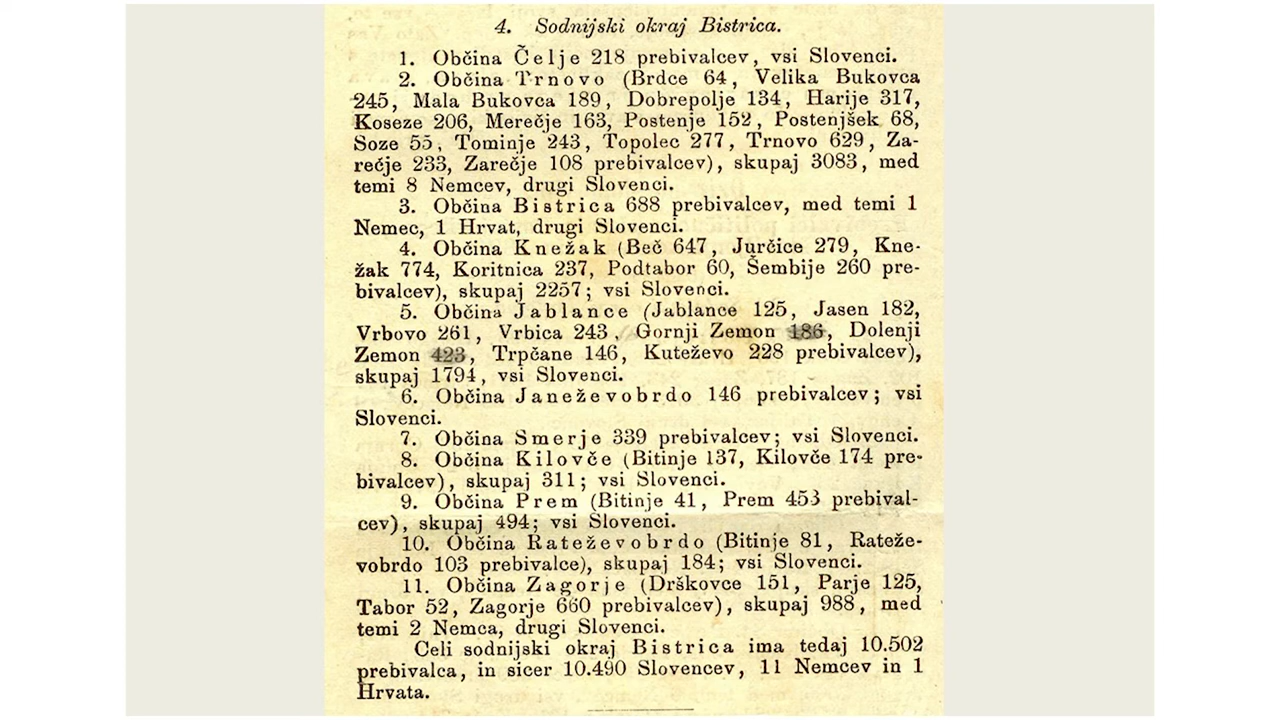 4. Sodnijski okraj Bistrica.
1. Občina Čelje 218 prebivalcev, vsi Slovenci.
2. Občina Trnovo (Brdce 64, Velika Bukovca
245, Mala Bukovca 189, Dobrepolje 134, Harije 317,
Koseze 206, Merečje 163, Postenje 152, Postenjšek 68,
Soze 55, Tominje 243, Topolec 277, Trnovo 629, Za-
rečje 233, Zarečje 108 prebivalcev), skupaj 3083, med
temi 8 Nemcev, drugi Slovenci.
3. Občina Bistrica 688 prebivalcev, med temi 1
Nemec, 1 Hrvat, drugi Slovenci.
4. Občina Knežak (Beč 647, Jurčice 279, Kne-
žak 774, Koritnica 237, Podtabor 60, Šembije 260 pre-
bivalcev), skupaj 2257; vsi Slovenci.
5. Občina Jablance (Jablance 125, Jasen 182,
Vrbovo 261, Vrbica 243, Gornji Zemon 186, Dolenji
Zemon 423, Trpčane 146, Kuteževo 228 prebivalcev),
skupaj 1794, vsi Slovenci.
6. Občina Janeževobrdo 146 prebivalcev; vsi
Slovenci.
7. Občina Smerje 339 prebivalcev; vsi Slovenci.
8. Občina Kilovče (Bitinje 137, Kilovče 174 pre-
bivalcev), skupaj 311; vsi Slovenci.
9. Občina Prem (Bitinje 41, Prem 453 prebival-
cev), skupaj 494; vsi Slovenci.
10. Občina Rateževobrdo (Bitinje 81, Rateže-
vobrdo 103 prebivalce), skupaj 184; vsi Slovenci.
11. Občina Zagorje (Drškovce 151, Parje 125,
Tabor 52, Zagorje 660 prebivalcev), skupaj 988, med
temi 2 Nemca, drugi Slovenci.
Celi sodnijski okraj Bistrica ima tedaj 10.502
prebivalca, in sicer 10.490 Slovencev, 11 Nemcev in 1
Hrvata.